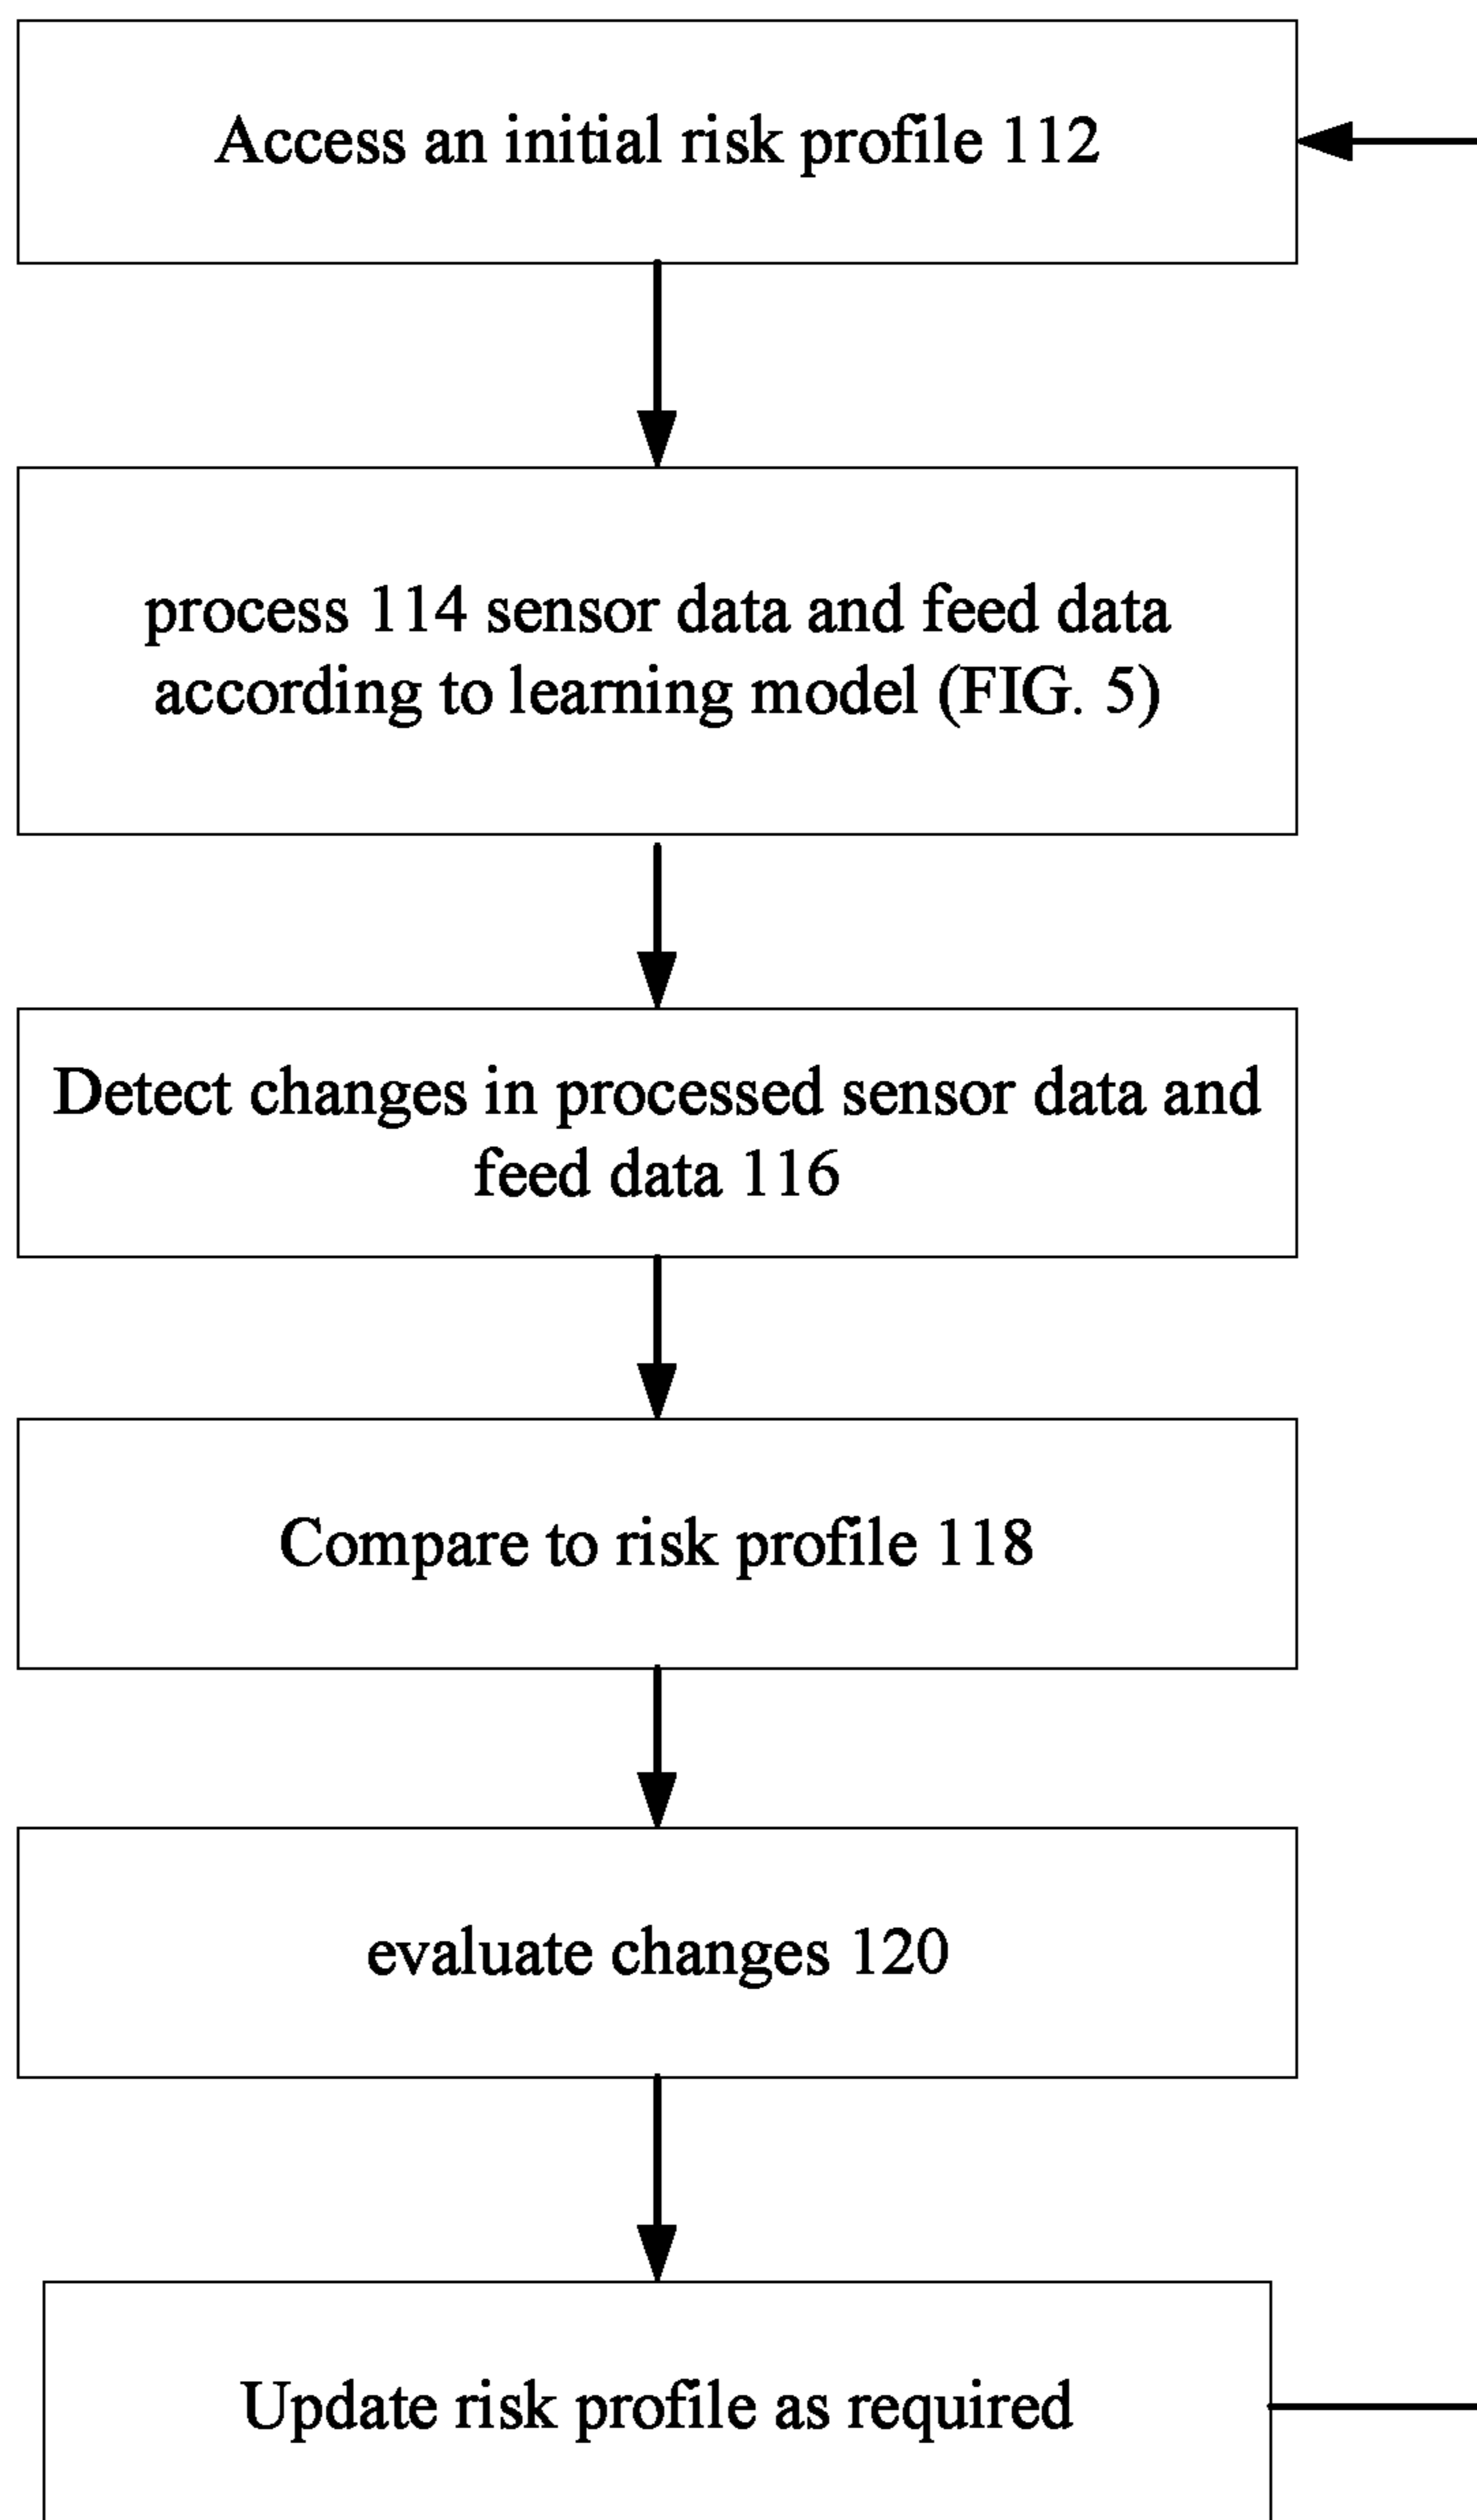 Access an initial risk profile 112
process 114 sensor data and feed data
according to learning model (FIG. 5)
Detect changes in processed sensor data and
feed data 116
Compare to risk profile 118
evaluate changes 120
Update risk profile as required